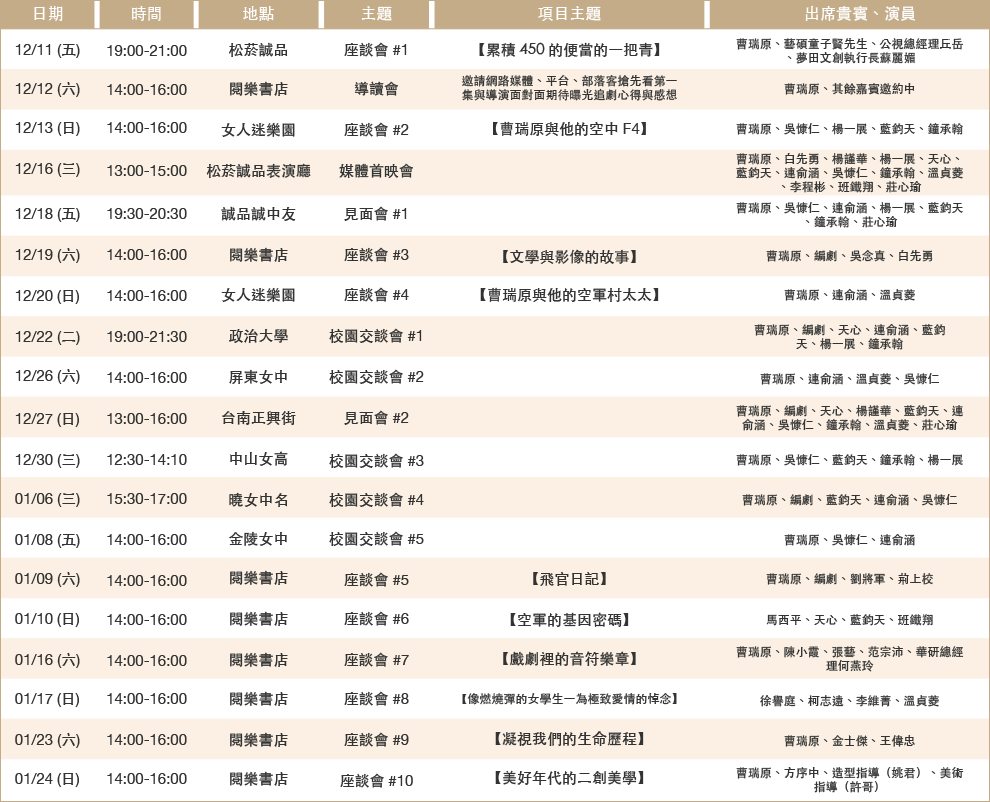 日期 時間 地點 主題 項目主題 出席貴賓、演員
12/11 (五) 19:00-21:00 松菸誠品 座談會 #1 【累積 450 的便當的一把青】 曹瑞原、藝碩童子賢先生、公視總經理丘岳
、夢田文創執行長蘇麗媚
12/12 (六) 14:00-16:00 閱樂書店 導讀會 邀請網路媒體、平台、部落客搶先看第一
集與導演面對面期待曝光追劇心得與感想 曹瑞原、其餘嘉賓邀約中
12/13 (日) 14:00-16:00 女人迷樂園 座談會 #2 【曹瑞原與他的空中 F4】 曹瑞原、吳慷仁、楊一展、藍鈞天、鐘承翰
12/16 (三) 13:00-15:00 松菸誠品表演廳 媒體首映會 曹瑞原、白先勇、楊謹華、楊一展、天心、
藍鈞天、連俞涵、吳慷仁、鐘承翰、溫貞菱
、李程彬、班鐵翔、莊心瑜
12/18 (五) 19:30-20:30 誠品誠中友 見面會 #1 曹瑞原、吳慷仁、連俞涵、楊一展、藍鈞天
、鐘承翰、莊心瑜
12/19 (六) 14:00-16:00 閱樂書店 座談會 #3 【文學與影像的故事】 曹瑞原、編劇、吳念真、白先勇
12/20 (日) 14:00-16:00 女人迷樂園 座談會 #4 【曹瑞原與他的空軍村太太】 曹瑞原、連俞涵、溫貞菱
12/22 (二) 19:00-21:30 政治大學 校園交談會 #1 曹瑞原、編劇、天心、連俞涵、藍鈞
天、楊一展、鐘承翰
12/26 (六) 14:00-16:00 屏東女中 校園交談會 #2 曹瑞原、連俞涵、溫貞菱、吳慷仁
12/27 (日) 13:00-16:00 台南正興街 見面會 #2 曹瑞原、編劇、天心、楊謹華、藍鈞天、連
俞涵、吳慷仁、鐘承翰、溫貞菱、莊心瑜
12/30 (三) 12:30-14:10 中山女高 校園交談會 #3 曹瑞原、吳慷仁、藍鈞天、鐘承翰、楊一展
01/06 (三) 15:30-17:00 曉女中名 校園交談會 #4 曹瑞原、編劇、藍鈞天、連俞涵、吳慷仁
01/08 (五) 14:00-16:00 金陵女中 校園交談會 #5 曹瑞原、吳慷仁、連俞涵
01/09 (六) 14:00-16:00 閱樂書店 座談會 #5 【飛官日記】 曹瑞原、編劇、劉將軍、荊上校
01/10 (日) 14:00-16:00 閱樂書店 座談會 #6 【空軍的基因密碼】 馬西平、天心、藍鈞天、班鐵翔
01/16 (六) 14:00-16:00 閱樂書店 座談會 #7 【戲劇裡的音符樂章】 曹瑞原、陳小霞、張藝、范宗沛、華研總經
理何燕玲
01/17 (日) 14:00-16:00 閱樂書店 座談會 #8 【像燃燒彈的女學生一為極致愛情的悼念】 徐譽庭、柯志遠、李維菁、溫貞菱
01/23 (六) 14:00-16:00 閱樂書店 座談會 #9 【凝視我們的生命歷程】 曹瑞原、金士傑、王偉忠
01/24 (日) 14:00-16:00 閱樂書店 座談會 #10 【美好年代的二創美學】 曹瑞原、方序中、造型指導（姚君）、美術
指導（許哥）